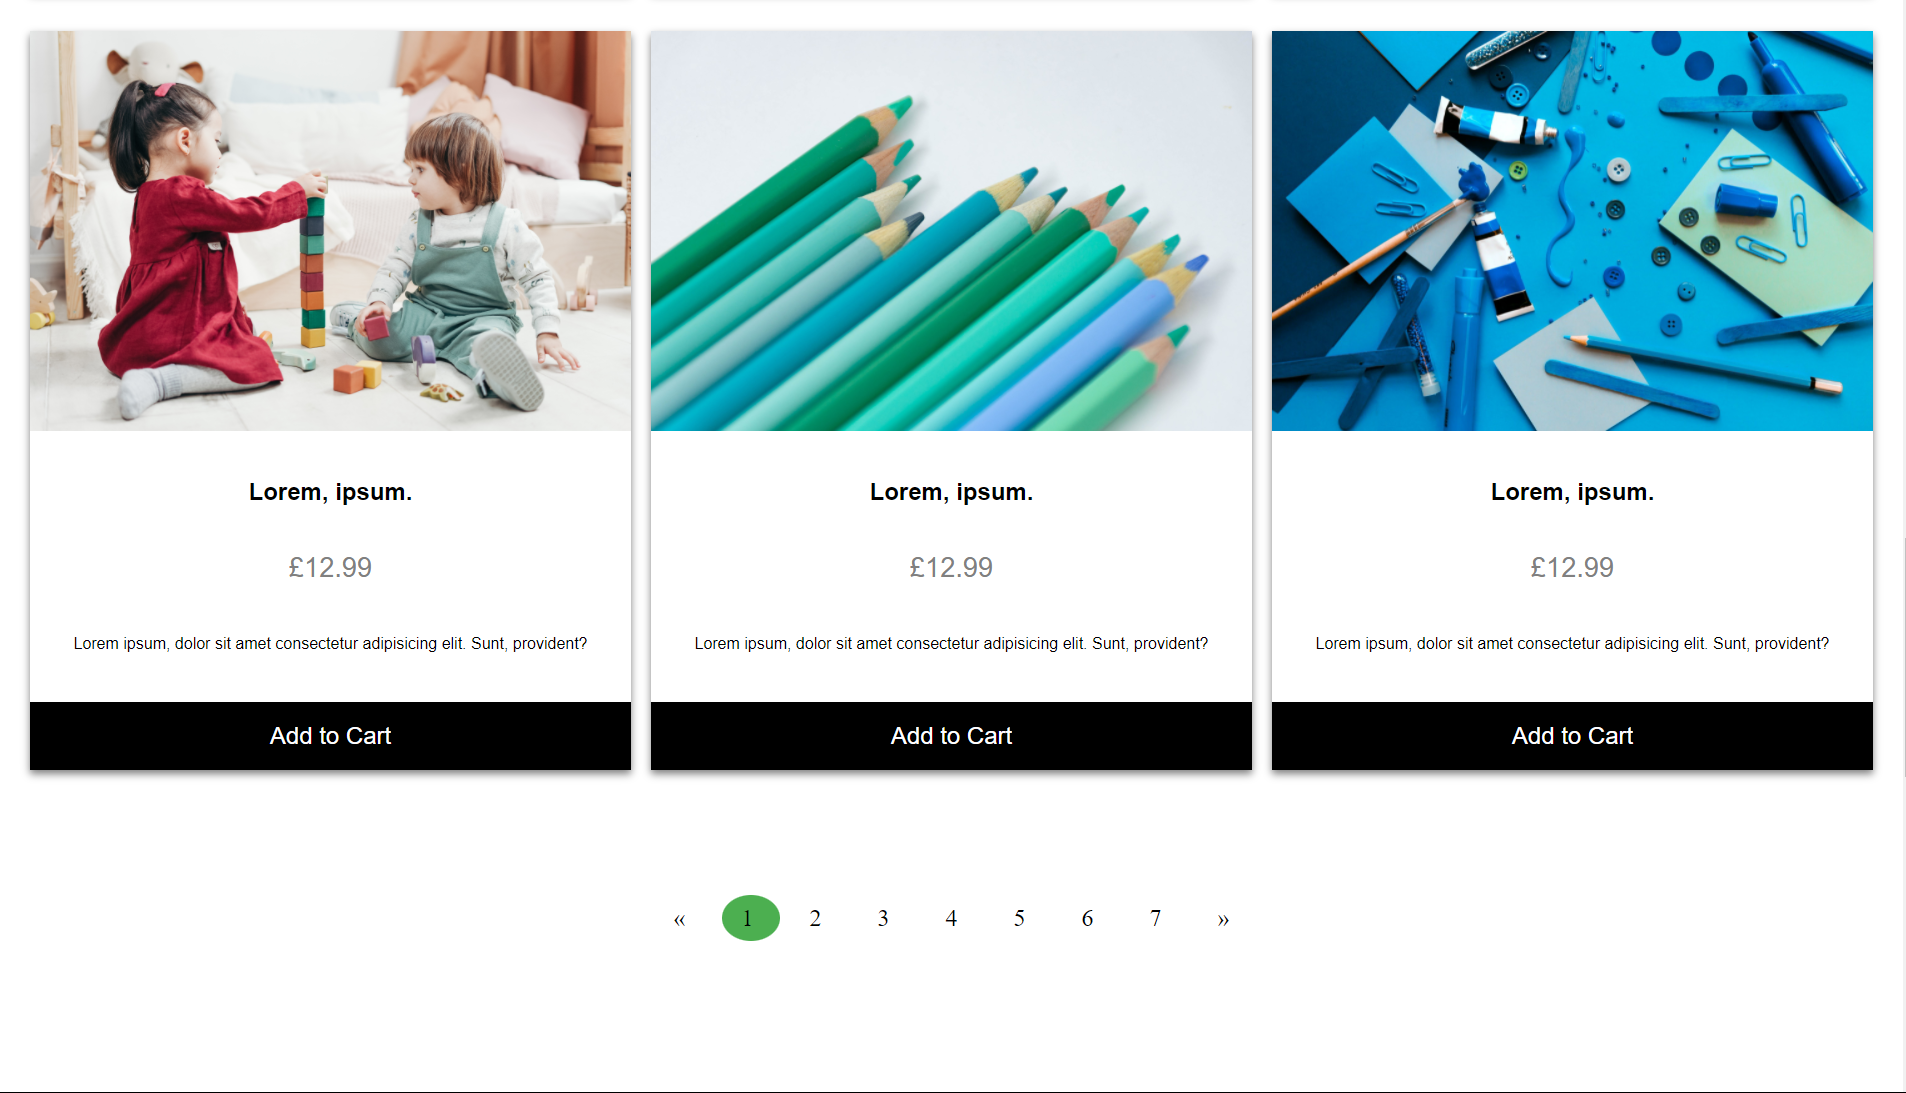 Lorem, ipsum.
£12.99
Lorem ipsum, dolor sit amet consectetur adipisicing elit. Sunt, provident?
Add to Cart
Lorem, ipsum.
£12.99
Lorem ipsum, dolor sit amet consectetur adipisicing elit. Sunt, provident?
Add to Cart
Lorem, ipsum.
£12.99
Lorem ipsum, dolor sit amet consectetur adipisicing elit. Sunt, provident?
Add to Cart
« 1 2 3 4 5 6 7 »